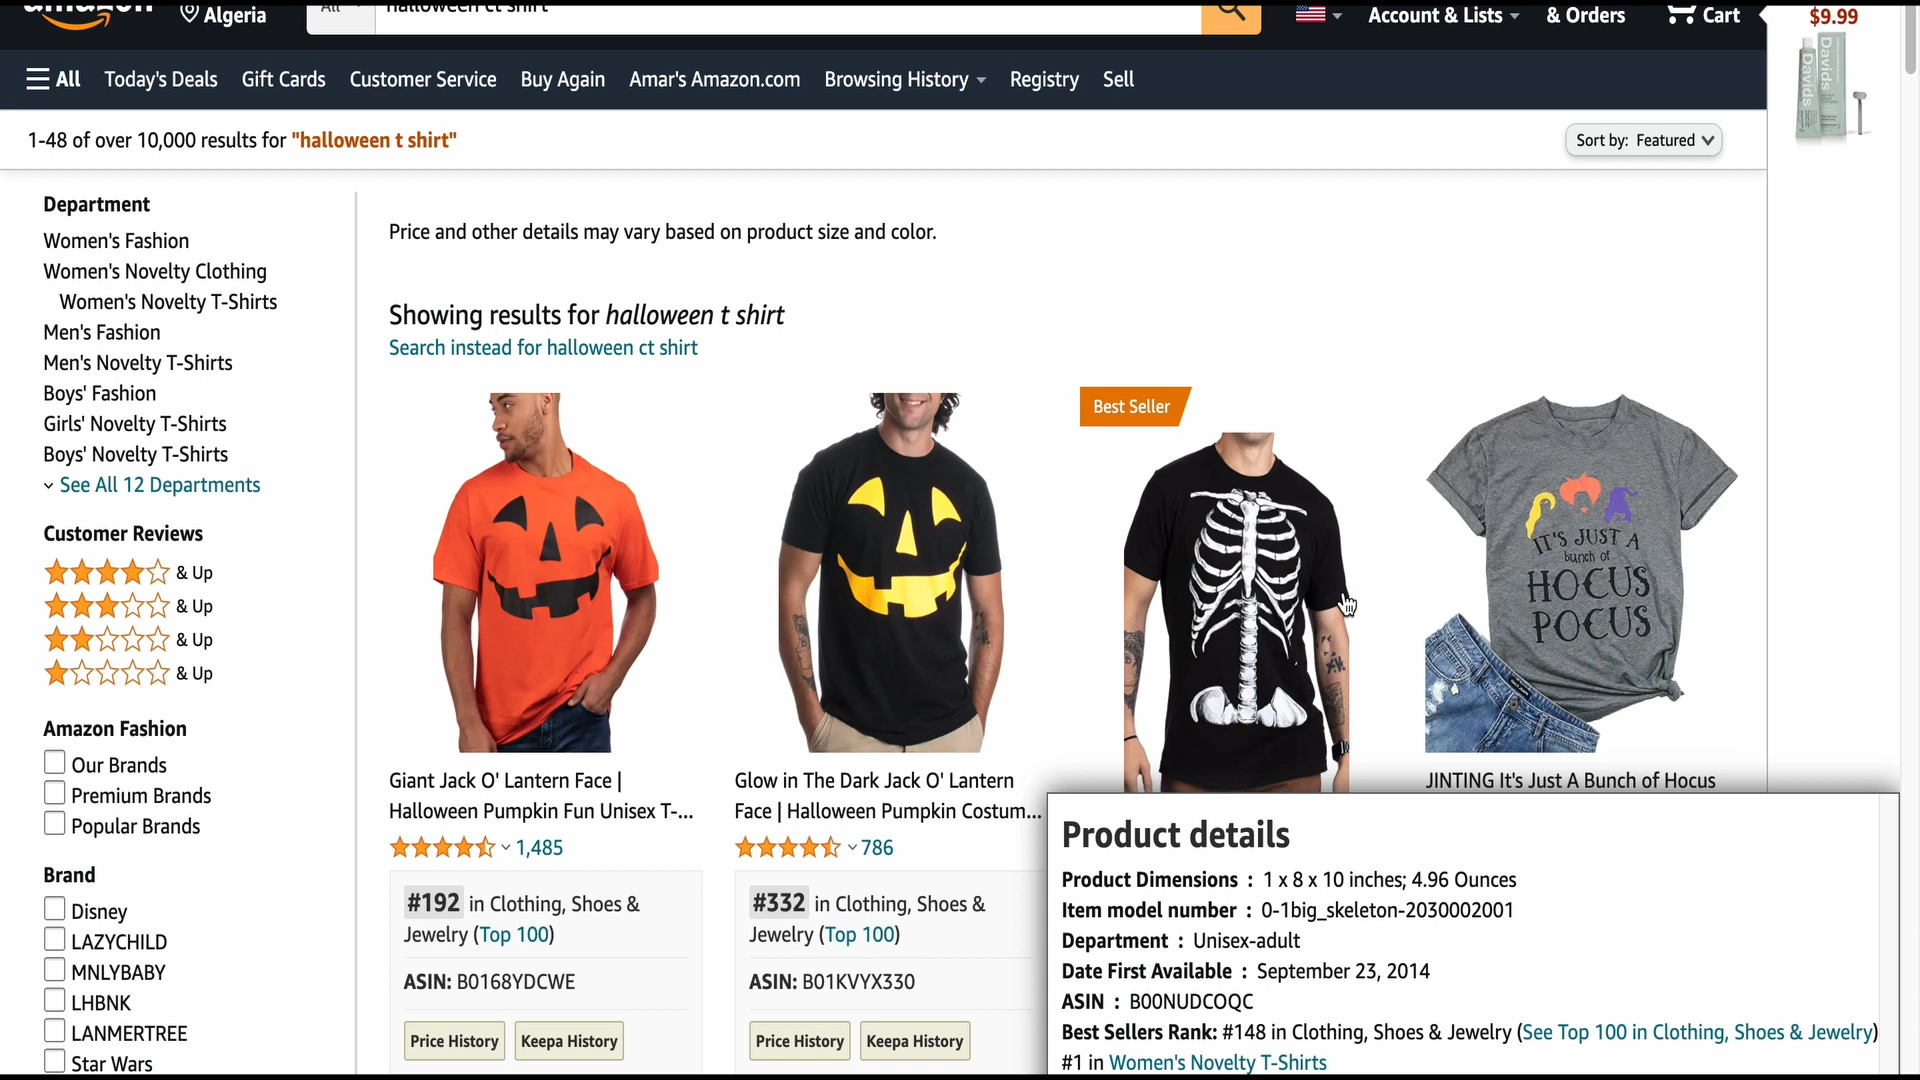 amazon
Algeria
All
halloween ct shirt
Account & Lists
& Orders
Cart
$9.99
All
Today's Deals
Gift Cards
Customer Service
Buy Again
Amar's Amazon.com
Browsing History
Registry
Sell
Davids
Davids
1-48 of over 10,000 results for "halloween t shirt"
Sort by: Featured
Department
Women's Fashion
Women's Novelty Clothing
Women's Novelty T-Shirts
Men's Fashion
Men's Novelty T-Shirts
Boys' Fashion
Girls' Novelty T-Shirts
Boys' Novelty T-Shirts
See All 12 Departments
Customer Reviews
& Up
& Up
& Up
& Up
Amazon Fashion
Our Brands
Premium Brands
Popular Brands
Brand
Disney
LAZYCHILD
MNLYBABY
LHBNK
LANMERTREE
Star Wars
Price and other details may vary based on product size and color.
Showing results for halloween t shirt
Search instead for halloween ct shirt
Giant Jack O' Lantern Face |
Halloween Pumpkin Fun Unisex T-...
1,485
#192 in Clothing, Shoes &
Jewelry (Top 100)
ASIN: B0168YDCWE
Price History
Keepa History
Glow in The Dark Jack O' Lantern
Face | Halloween Pumpkin Costum...
786
#332 in Clothing, Shoes &
Jewelry (Top 100)
ASIN: B01KVYX330
Price History
Keepa History
Best Seller
IT'S JUST A
bunch of
HOCUS
POCUS
JINTING It's Just A Bunch of Hocus
Product details
Product Dimensions : 1 x 8 x 10 inches; 4.96 Ounces
Item model number : 0-1big_skeleton-2030002001
Department : Unisex-adult
Date First Available : September 23, 2014
ASIN : B00NUDCOQC
Best Sellers Rank: #148 in Clothing, Shoes & Jewelry (See Top 100 in Clothing, Shoes & Jewelry)
#1 in Women's Novelty T-Shirts